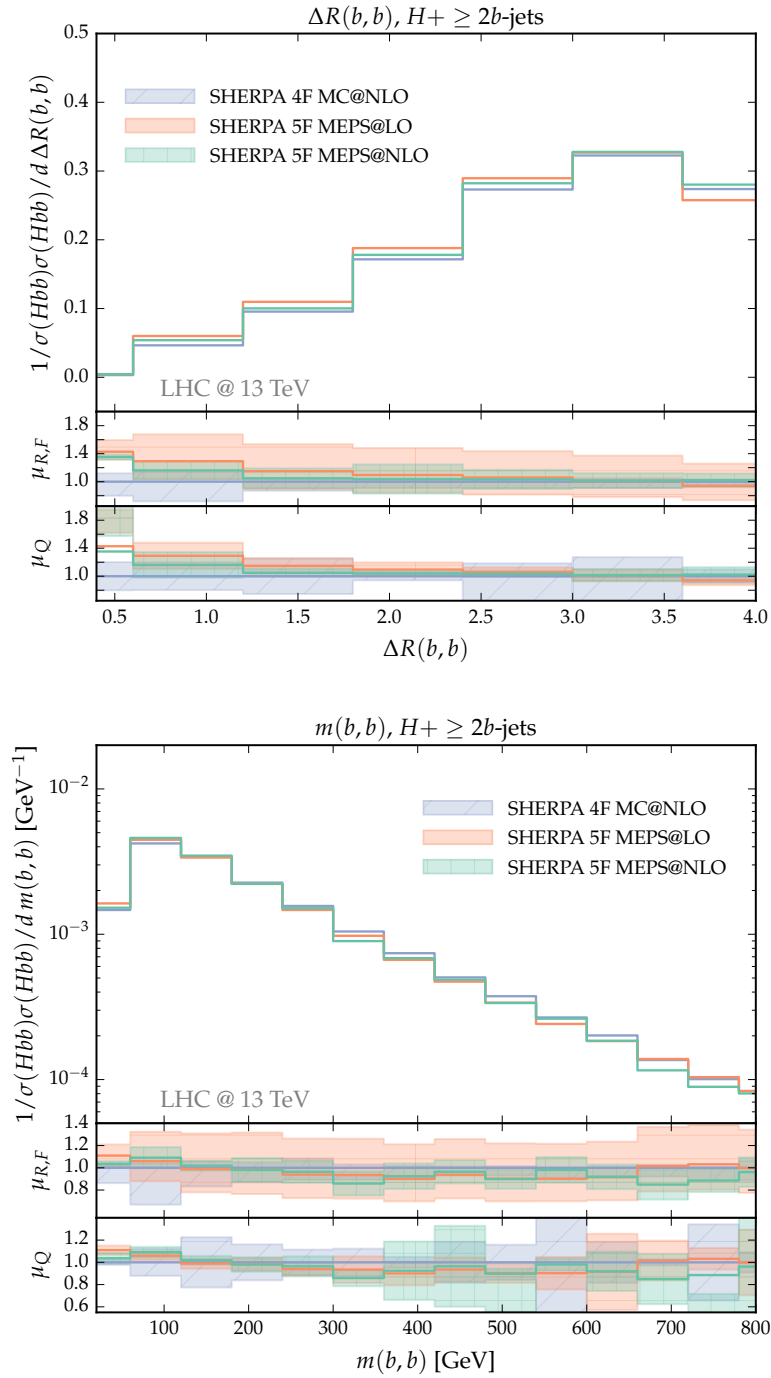 ΔR(b, b), H+ ≥ 2b-jets
0.5
0.4
0.3
0.2
0.1
0.0
1/σ(Hbb)σ(Hbb)/d ΔR(b, b)
SHERPA 4F MC@NLO
SHERPA 5F MEPS@LO
SHERPA 5F MEPS@NLO
LHC @ 13 TeV
1.8
1.4
1.0
μR,F
1.8
1.4
1.0
μQ
0.5 1.0 1.5 2.0 2.5 3.0 3.5 4.0
ΔR(b, b)
m(b, b), H+ ≥ 2b-jets
10−2
10−3
10−4
1/σ(Hbb)σ(Hbb)/d m(b, b) [GeV−1]
SHERPA 4F MC@NLO
SHERPA 5F MEPS@LO
SHERPA 5F MEPS@NLO
LHC @ 13 TeV
1.4
1.2
1.0
0.8
μR,F
1.2
1.0
0.8
0.6
μQ
100 200 300 400 500 600 700 800
m(b, b) [GeV]